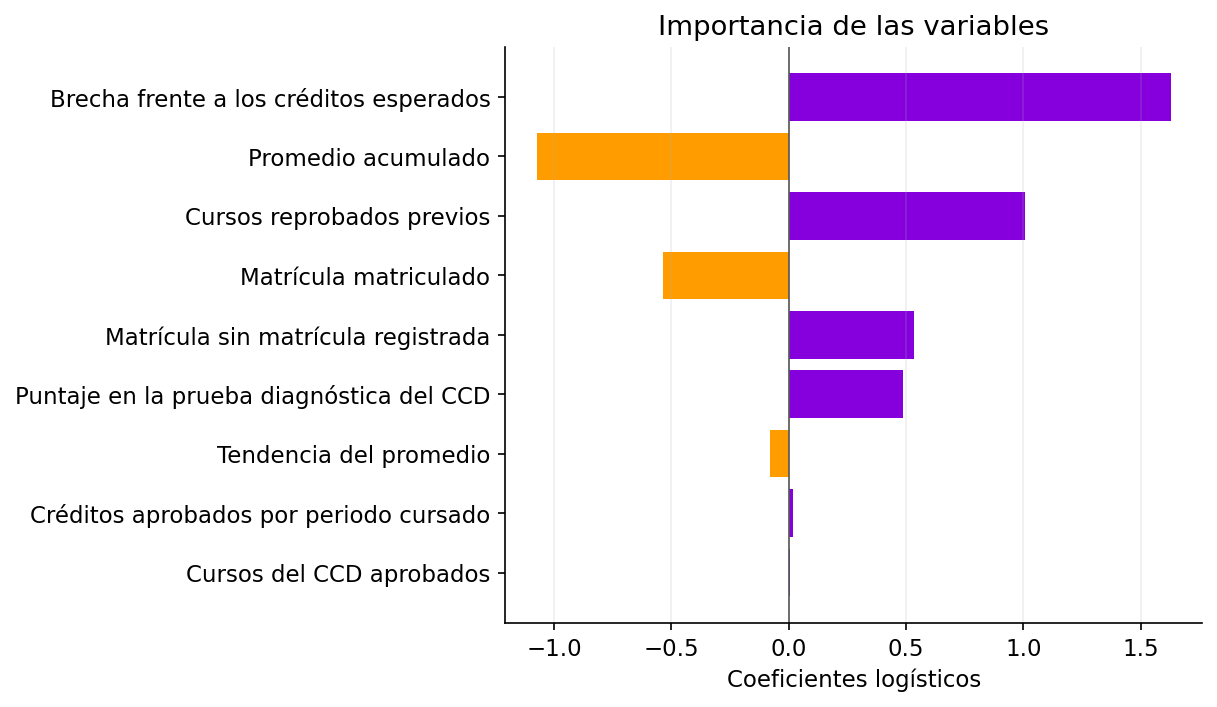 Importancia de las variables
Brecha frente a los créditos esperados
Promedio acumulado
Cursos reprobados previos
Matrícula matriculado
Matrícula sin matrícula registrada
Puntaje en la prueba diagnóstica del CCD
Tendencia del promedio
Créditos aprobados por periodo cursado
Cursos del CCD aprobados
−1.0 −0.5 0.0 0.5 1.0 1.5
Coeficientes logísticos